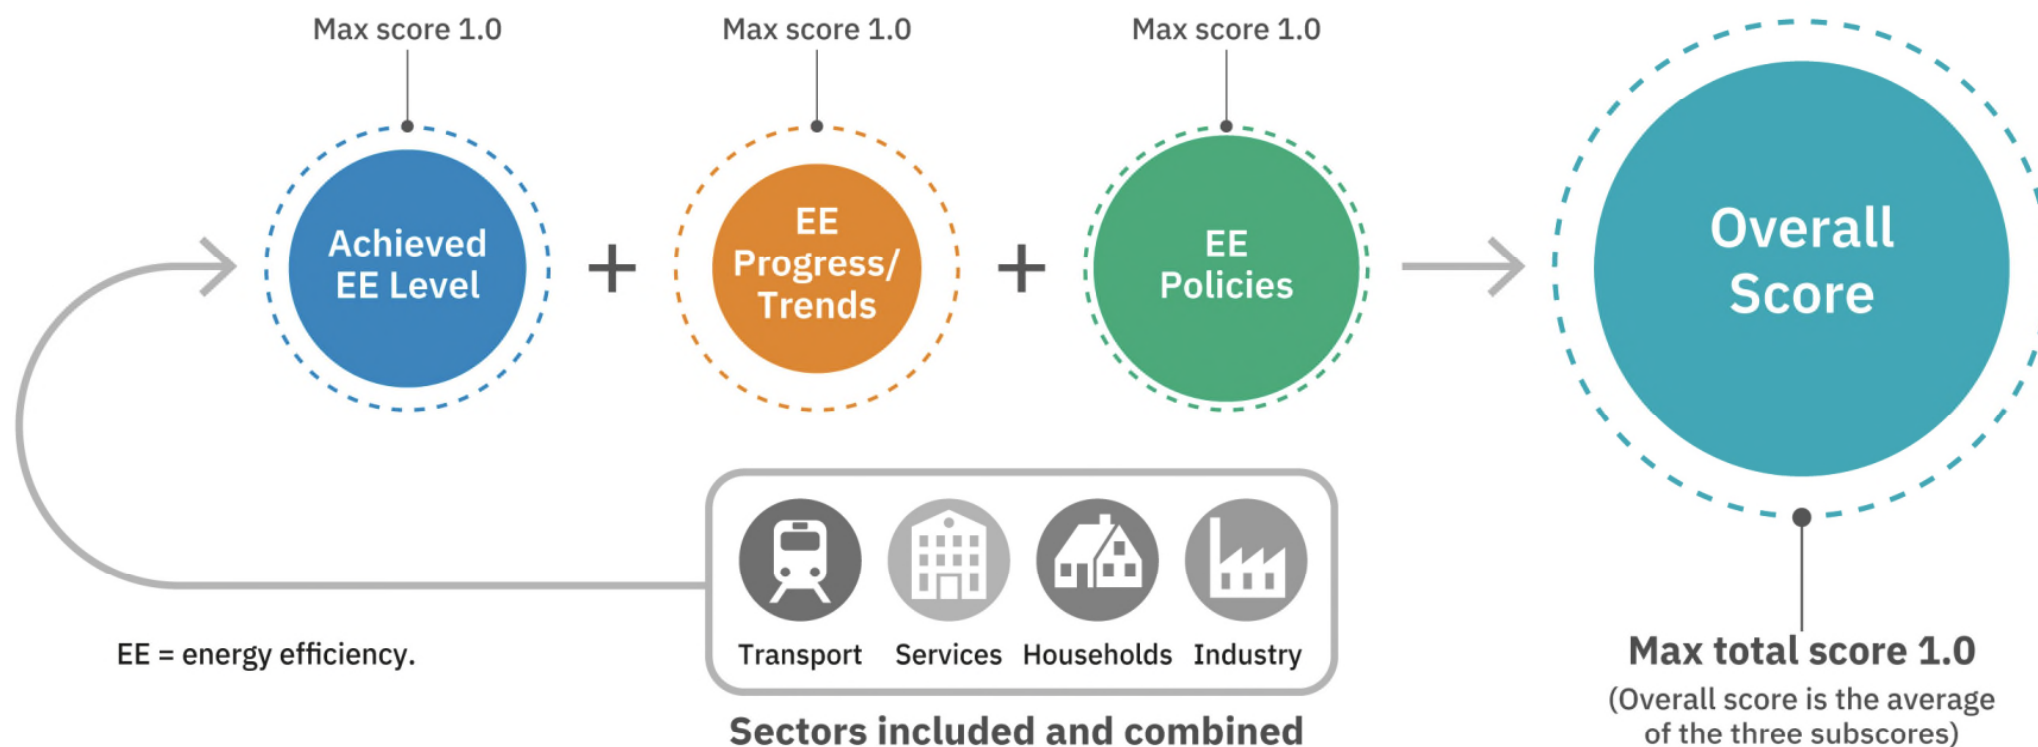 Max score 1.0
Max score 1.0
Max score 1.0
Achieved
EE Level
+
EE
Progress/
Trends
+
EE
Policies
Overall
Score
Transport
Services
Households
Industry
EE = energy efficiency.
Sectors included and combined
Max total score 1.0
(Overall score is the average
of the three subscores)